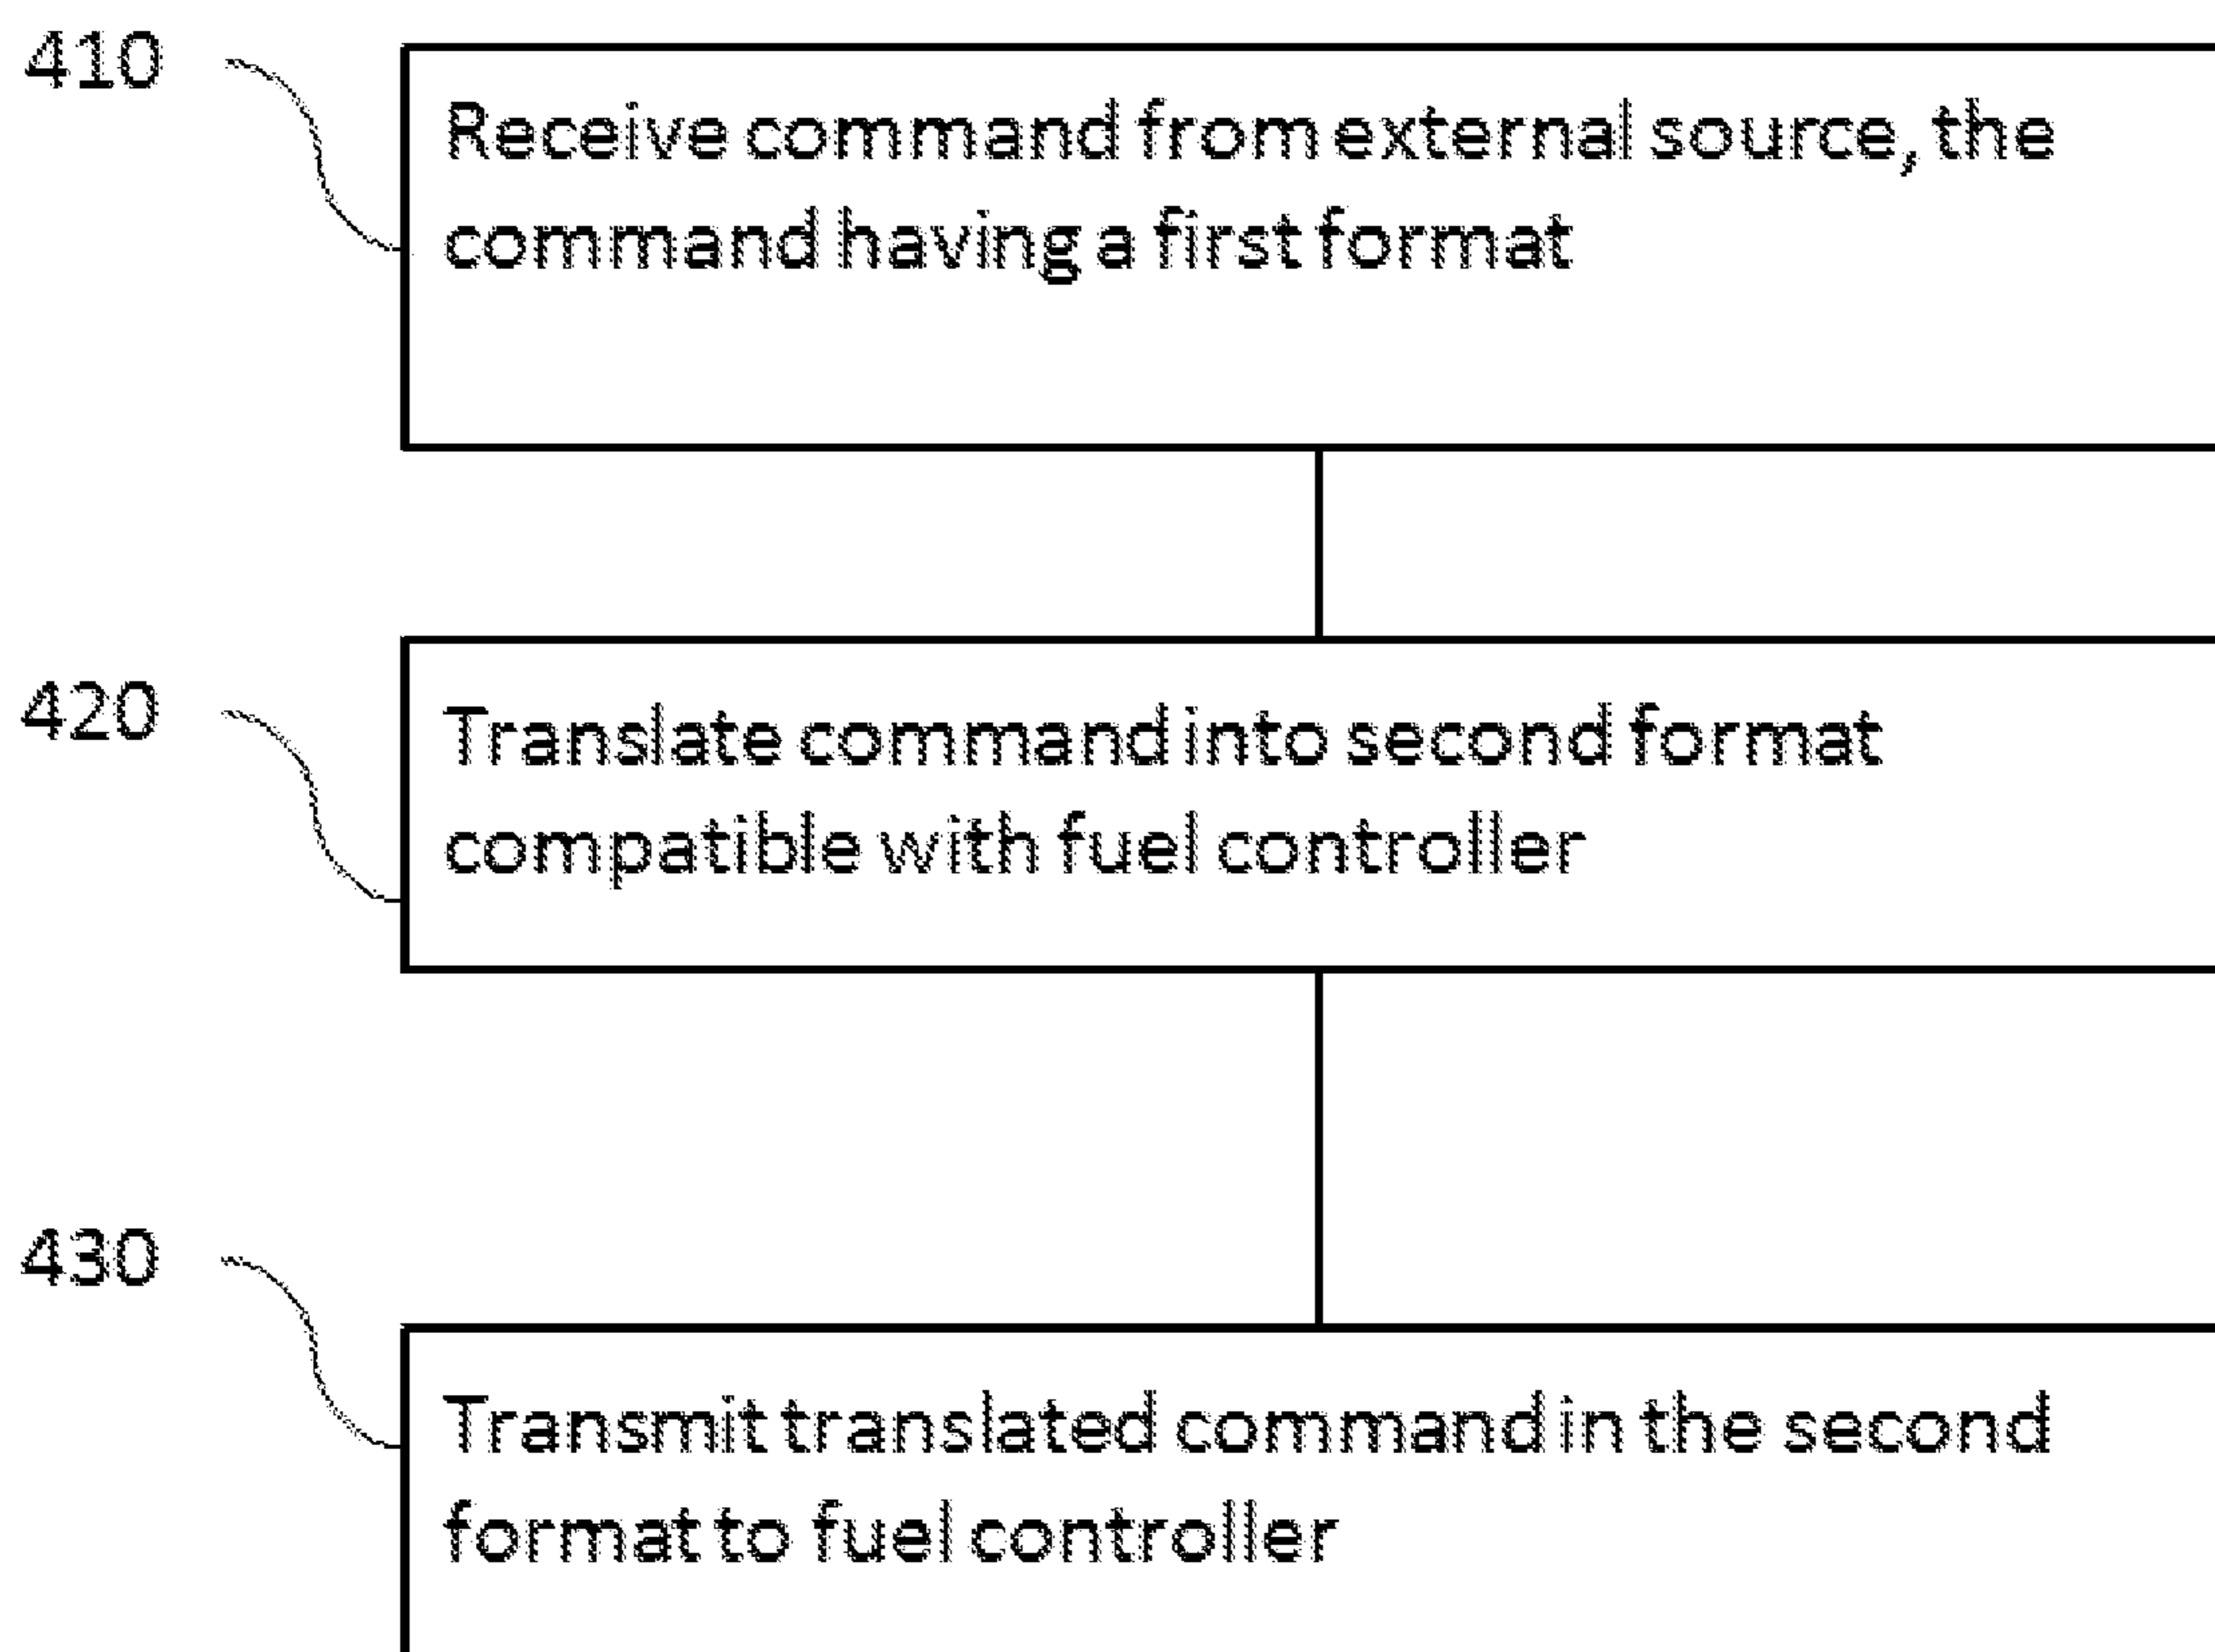 410
Receive command from external source, the
command having a first format
420
Translate command into second format
compatible with fuel controller
430
Transmit translated command in the second
format to fuel controller